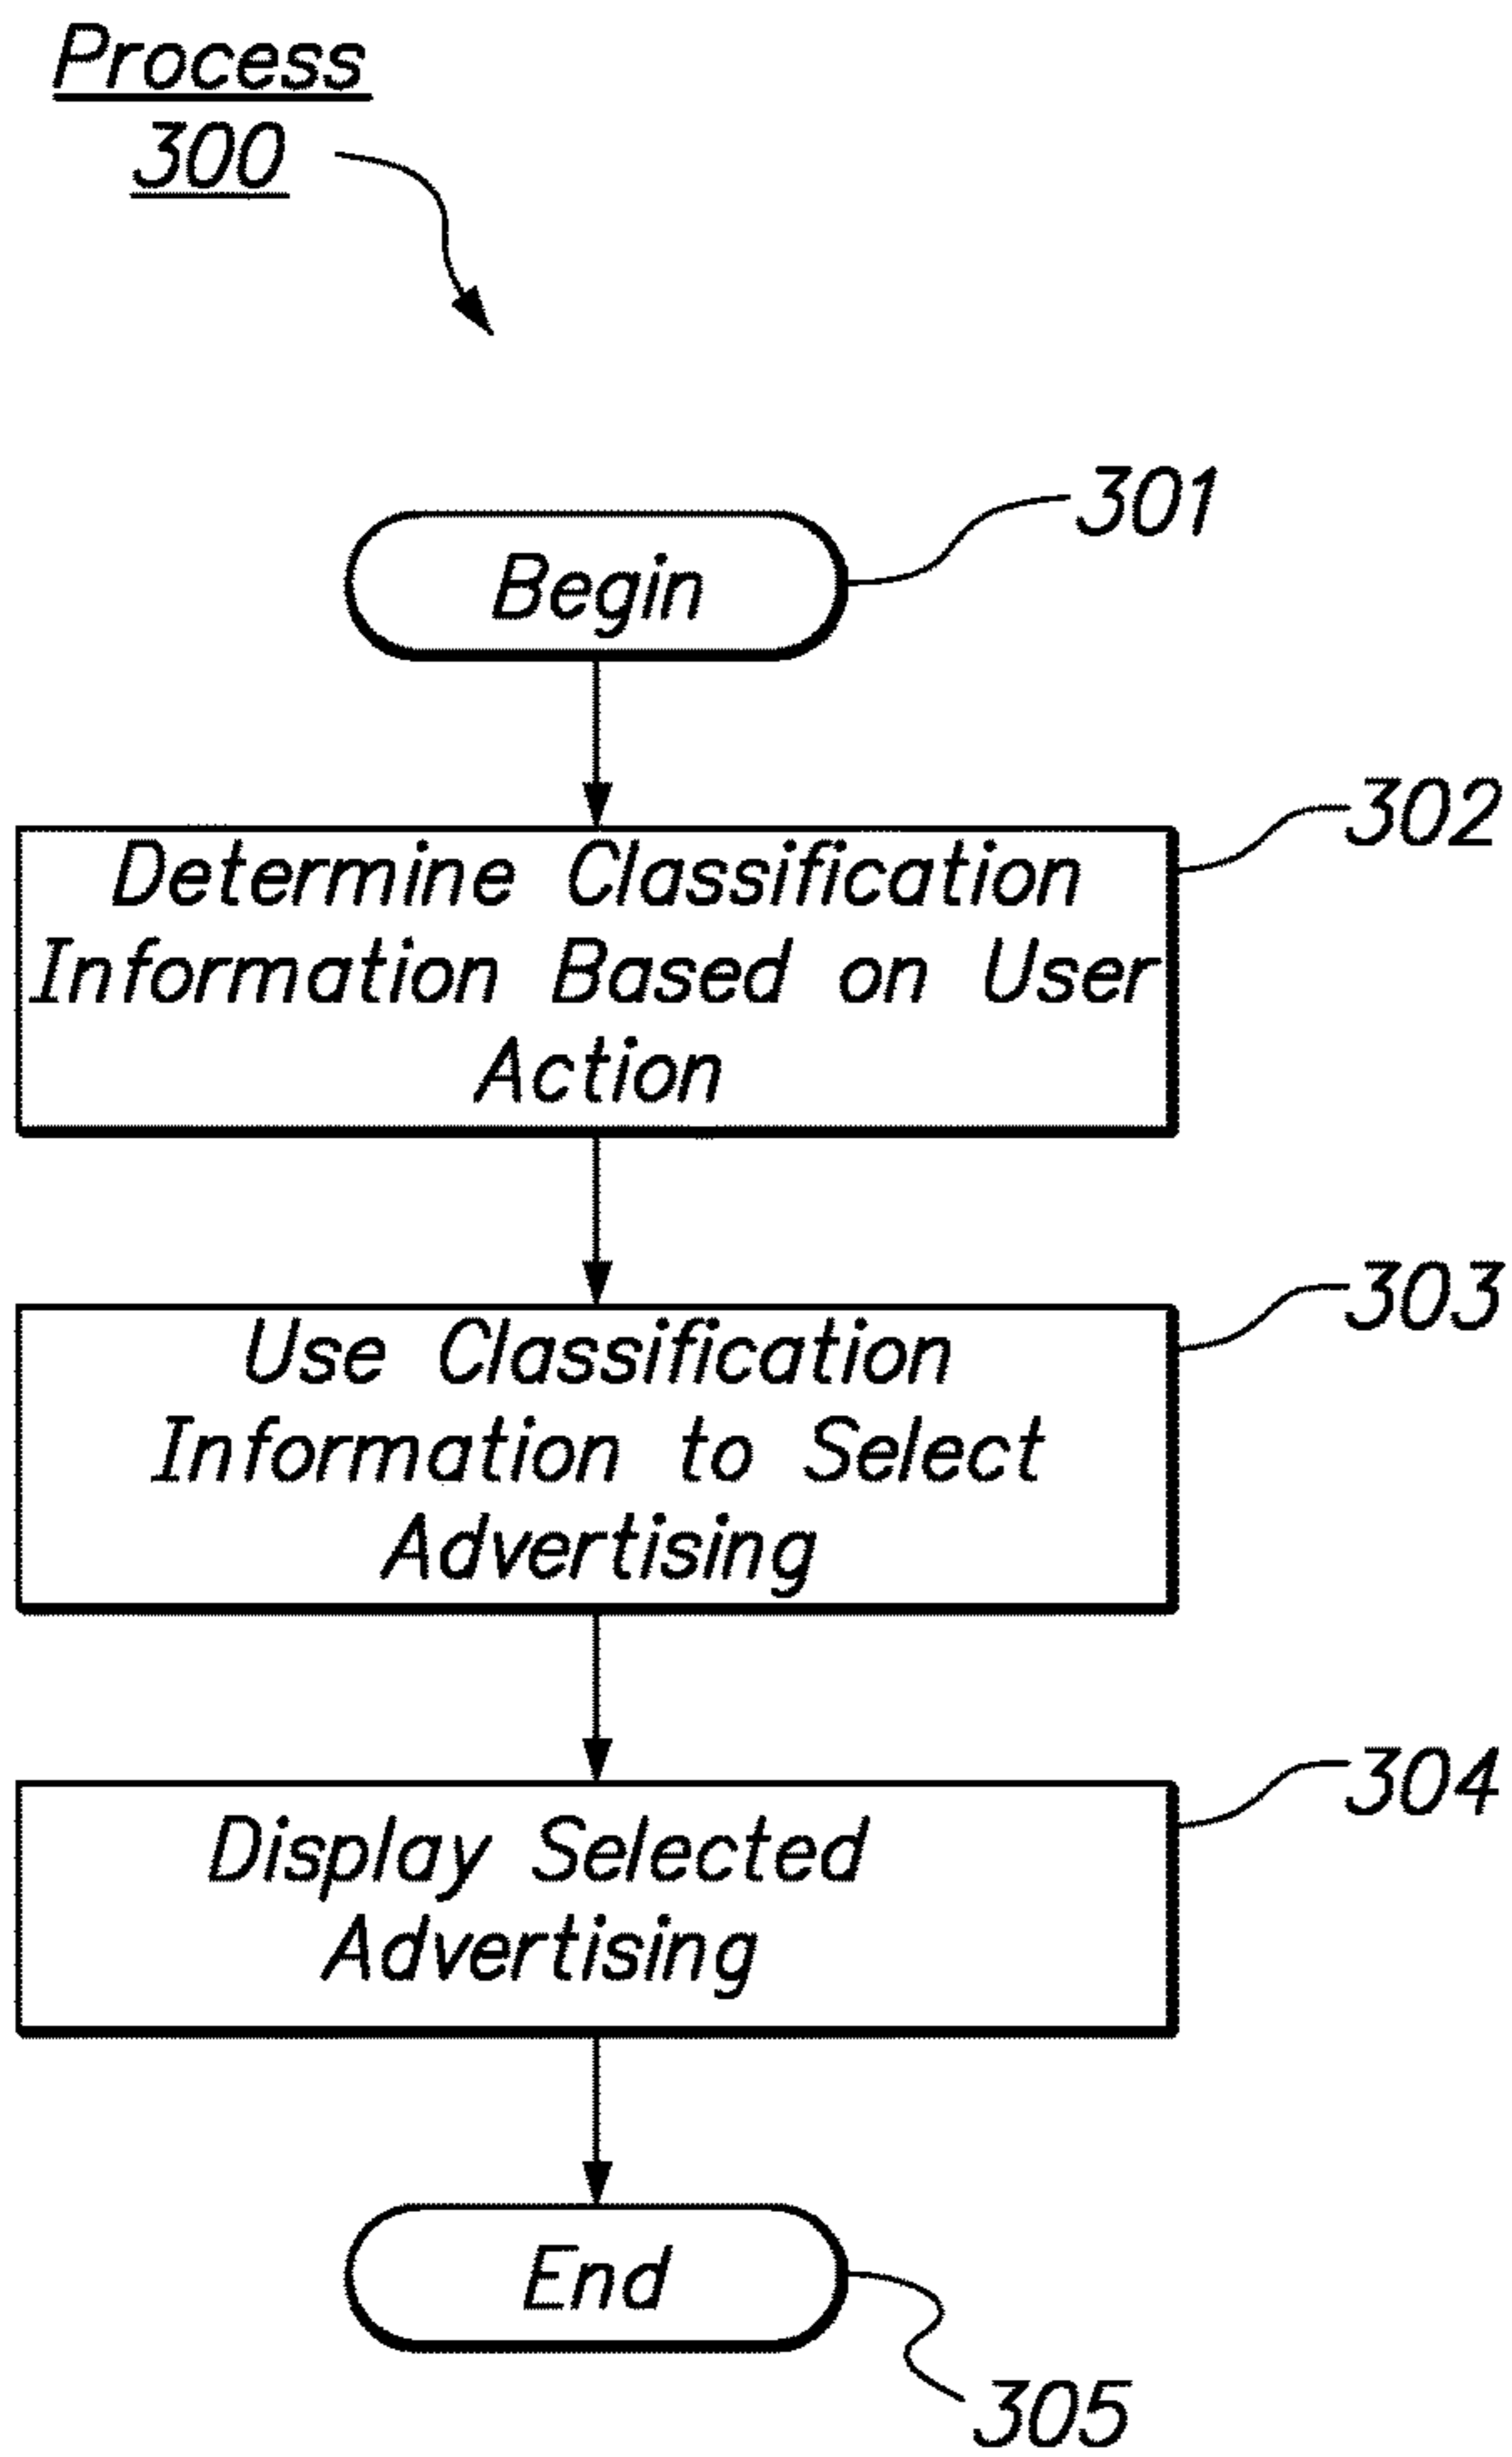 Process
300
301
Begin
302
Determine Classification
Information Based on User
Action
303
Use Classification
Information to Select
Advertising
304
Display Selected
Advertising
End
305